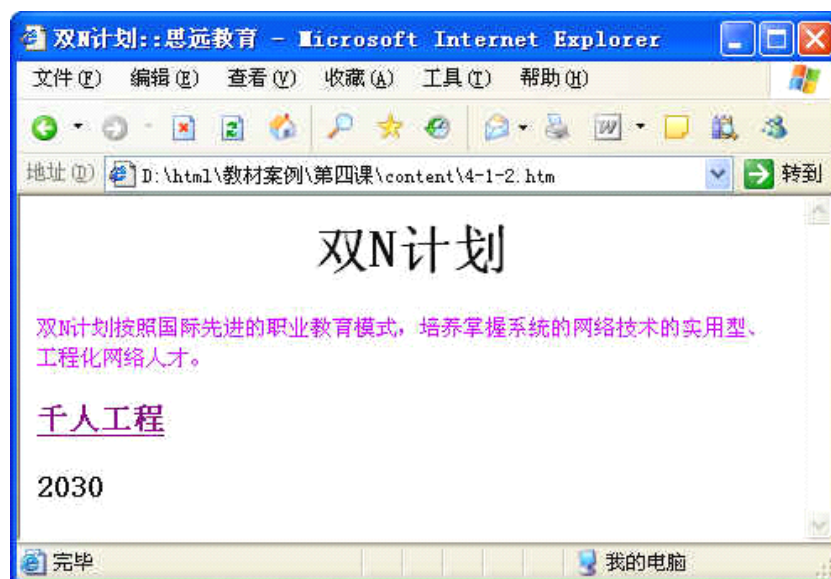 双N计划::思远教育 - Microsoft Internet Explorer
文件(F) 编辑(E) 查看(V) 收藏(A) 工具(T) 帮助(H)
地址(D) D:\html\教材案例\第四课\content\4-1-2.htm 转到
双N计划
双N计划按照国际先进的职业教育模式，培养掌握系统的网络技术的实用型、
工程化网络人才。
千人工程
2030
完毕 我的电脑